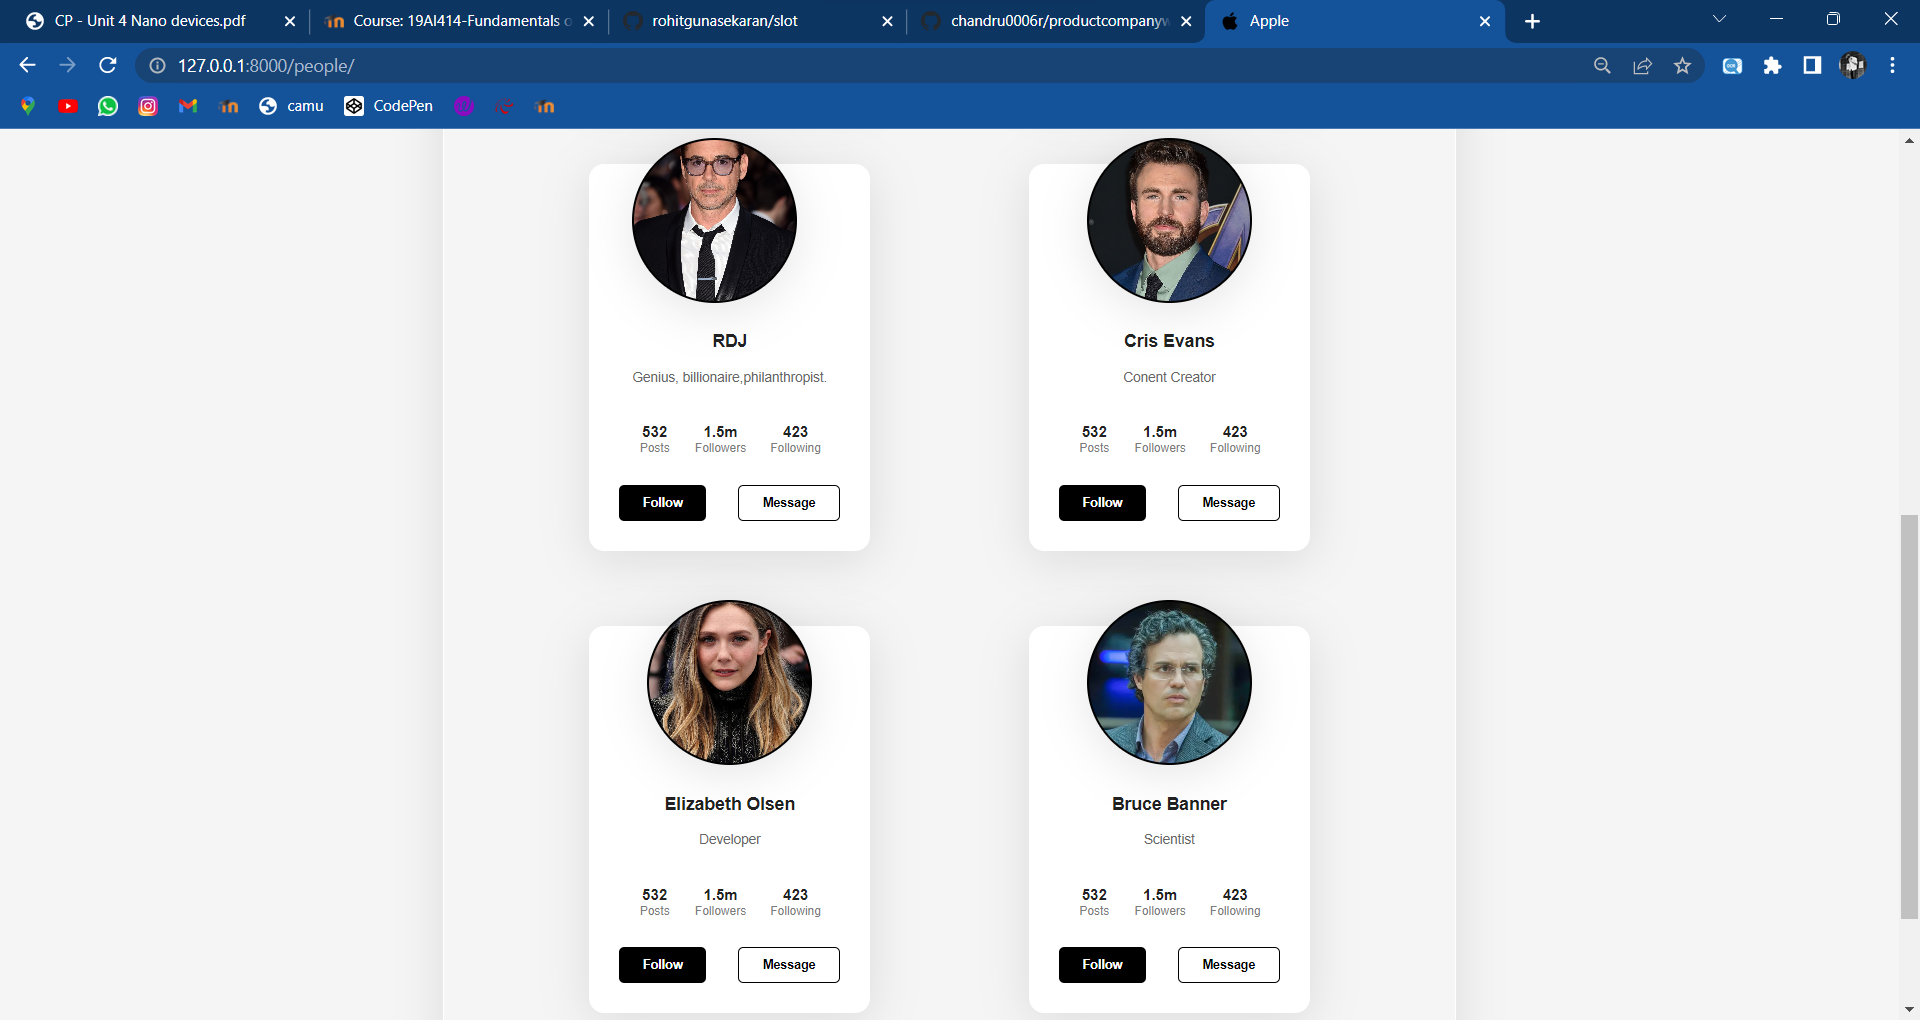 CP - Unit 4 Nano devices.pdf
Course: 19AI414-Fundamentals o
rohitgunasekaran/slot
chandru0006r/productcompanyw
Apple
127.0.0.1:8000/people/
camu
CodePen
RDJ
Cris Evans
Genius, billionaire,philanthropist.
Conent Creator
532 1.5m 423
Posts Followers Following
532 1.5m 423
Posts Followers Following
Follow Message
Follow Message
Elizabeth Olsen
Bruce Banner
Developer
Scientist
532 1.5m 423
Posts Followers Following
532 1.5m 423
Posts Followers Following
Follow Message
Follow Message